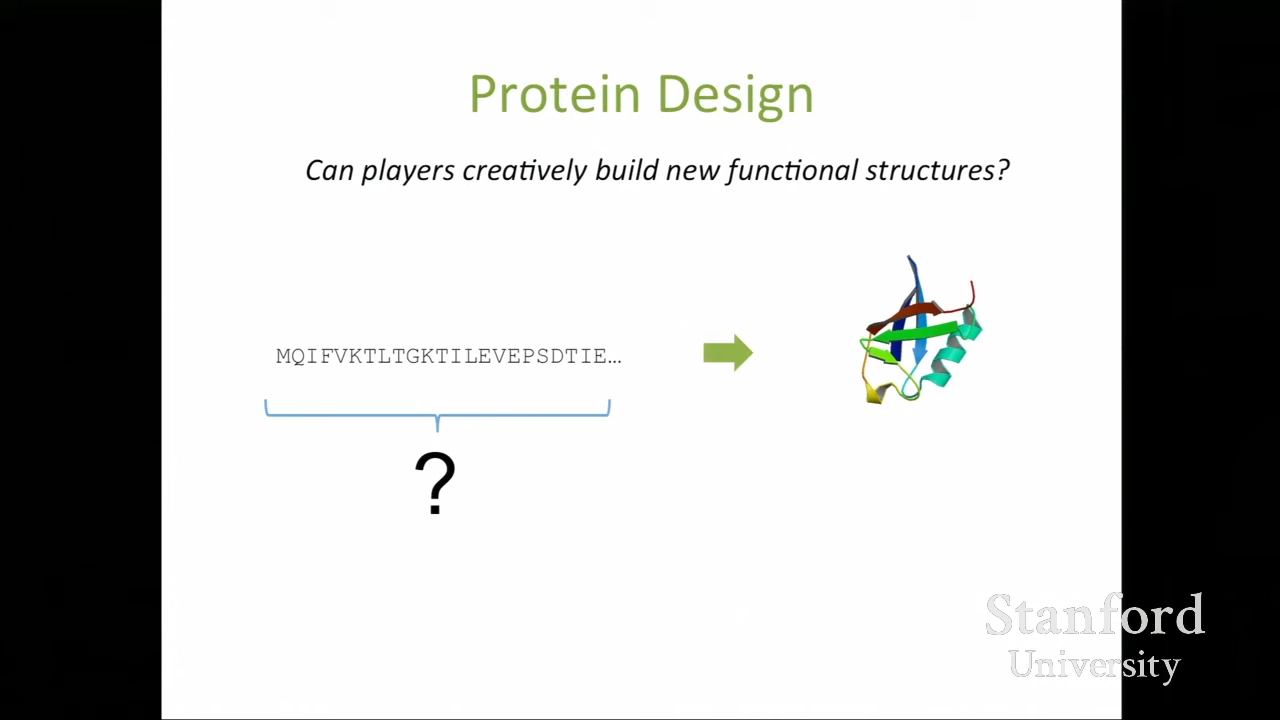 Protein Design
Can players creatively build new functional structures?
MQIFVKTLTGKTILEVEPSDTIE…
?
Stanford
University